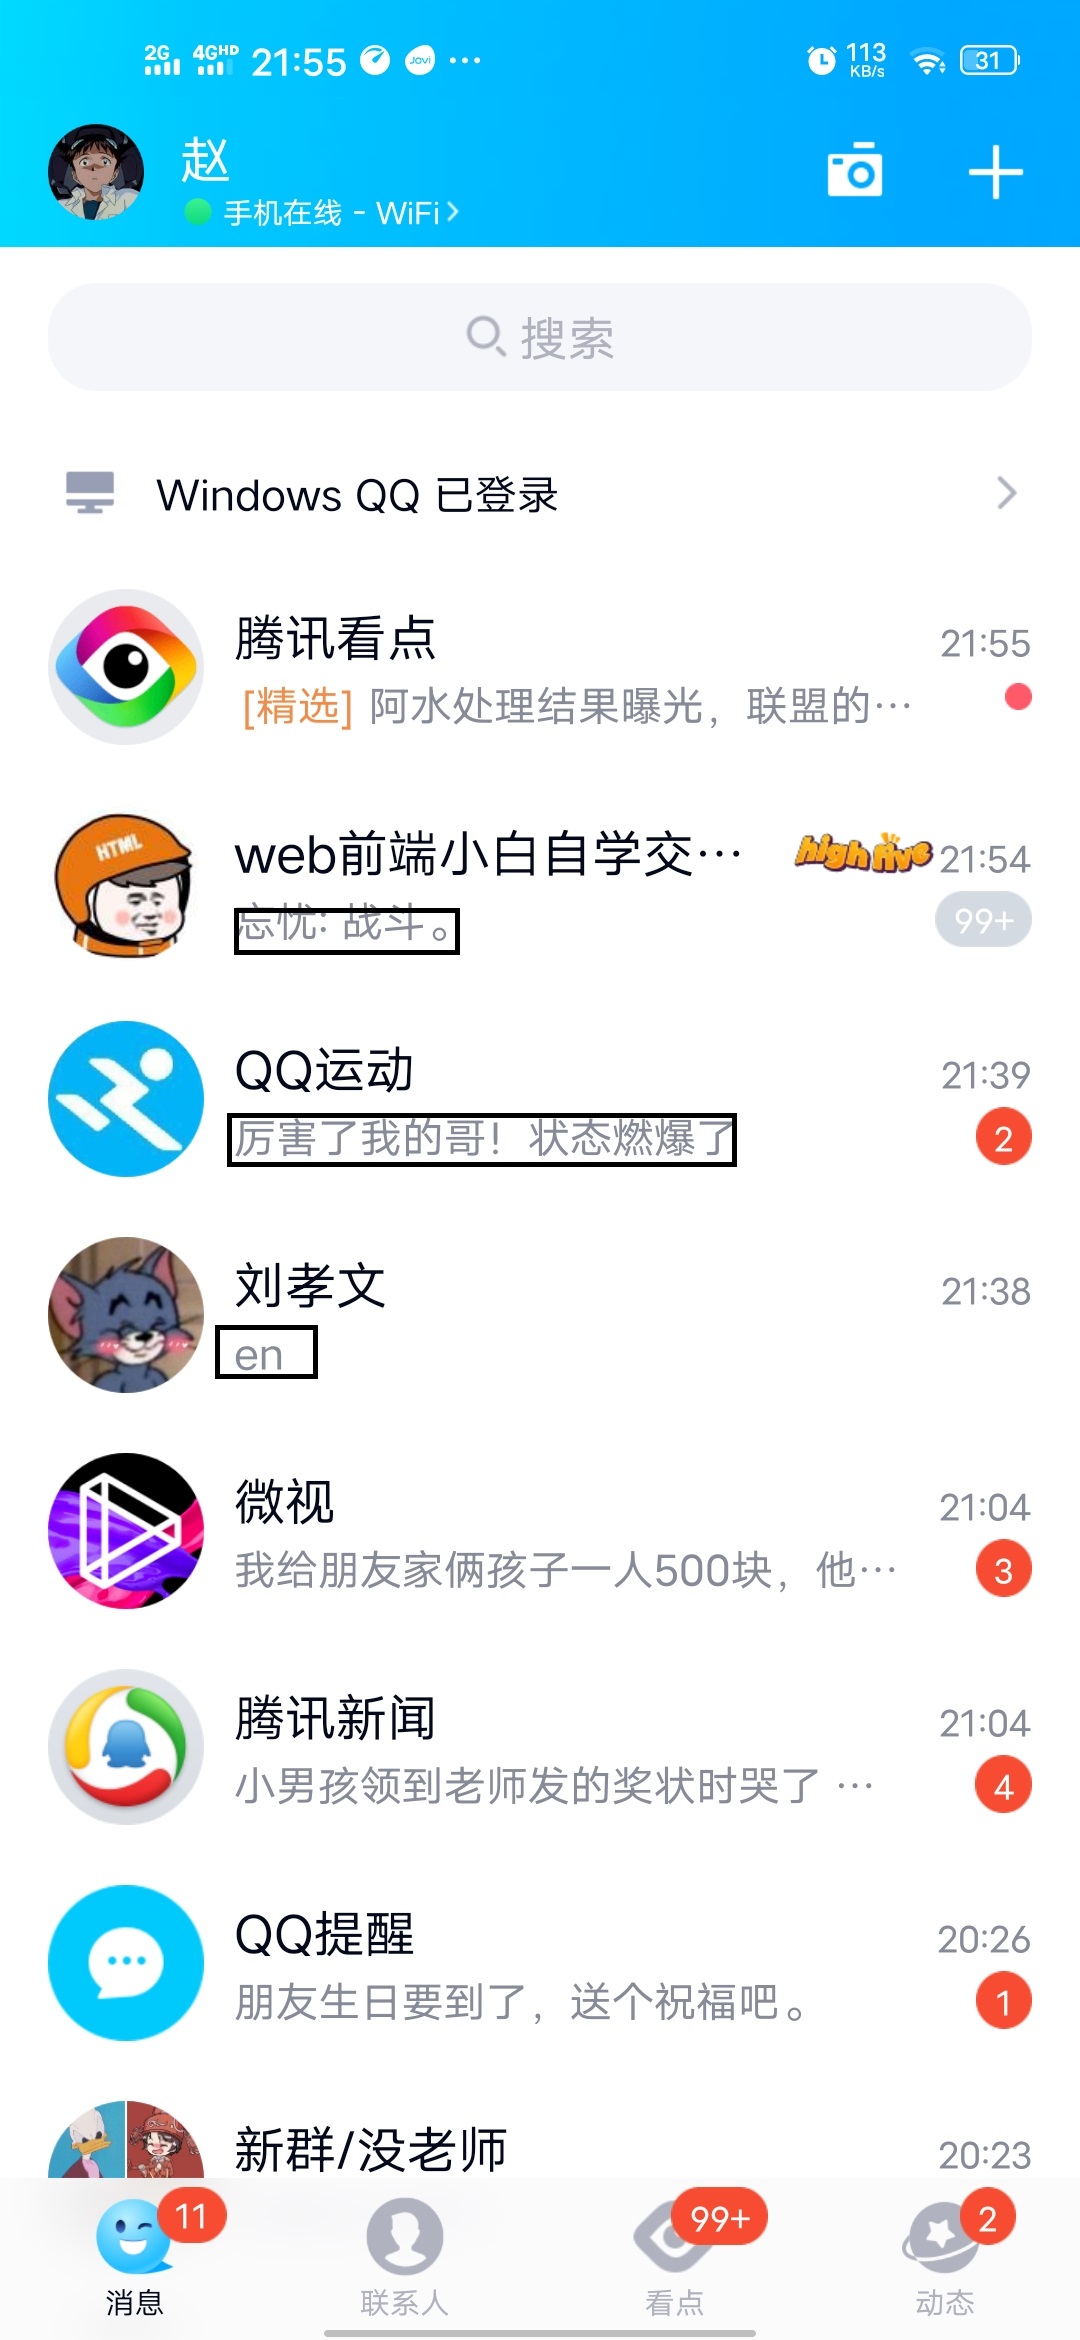 2G 4GHD 21:55 Jovi ··· 113 KB/s 31
赵
手机在线 - WiFi
搜索
Windows QQ 已登录
腾讯看点 21:55
[精选] 阿水处理结果曝光，联盟的···
HTML
web前端小白自学交··· high five 21:54
忘忧: 战斗。 99+
QQ运动 21:39
厉害了我的哥！状态燃爆了 2
刘孝文 21:38
en
微视 21:04
我给朋友家俩孩子一人500块，他··· 3
腾讯新闻 21:04
小男孩领到老师发的奖状时哭了 ··· 4
QQ提醒 20:26
朋友生日要到了，送个祝福吧。 1
新群/没老师 20:23
11 99+ 2
消息 联系人 看点 动态